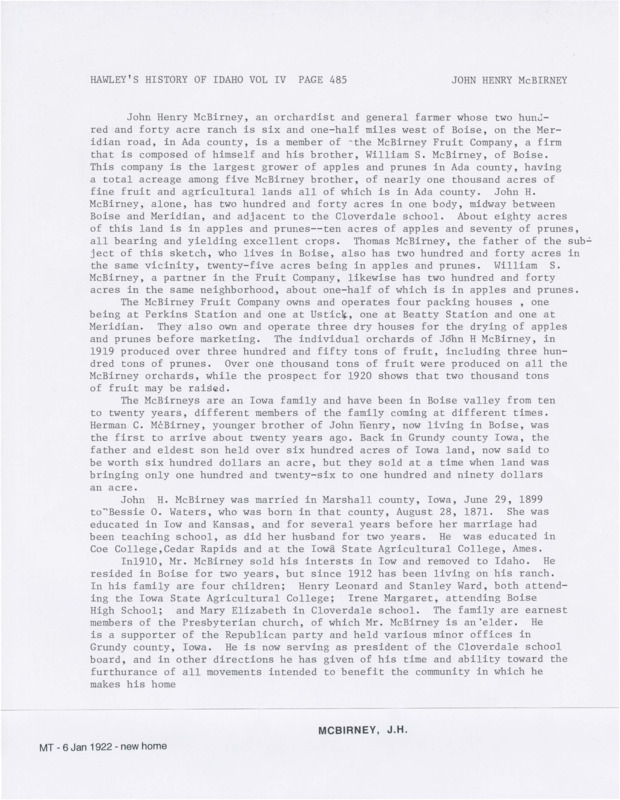 HAWLEY'S HISTORY OF IDAHO VOL IV PAGE 485 JOHN HENRY McBIRNEY
John Henry McBirney, an orchardist and general farmer whose two hund-
red and forty acre ranch is six and one-half miles west of Boise, on the Mer-
idian road, in Ada county, is a member of the McBirney Fruit Company, a firm
that is composed of himself and his brother, William S. McBirney, of Boise.
This company is the largest grower of apples and prunes in Ada county, having
a total acreage among five McBirney brother, of nearly one thousand acres of
fine fruit and agricultural lands all of which is in Ada county. John H.
McBirney, alone, has two hundred and forty acres in one body, midway between
Boise and Meridian, and adjacent to the Cloverdale school. About eighty acres
of this land is in apples and prunes--ten acres of apples and seventy of prunes,
all bearing and yielding excellent crops. Thomas McBirney, the father of the sub-
ject of this sketch, who lives in Boise, also has two hundred and forty acres in
the same vicinity, twenty-five acres being in apples and prunes. William S.
McBirney, a partner in the Fruit Company, likewise has two hundred and forty
acres in the same neighborhood, about one-half of which is in apples and prunes.
The McBirney Fruit Company owns and operates four packing houses , one
being at Perkins Station and one at Ustick, one at Beatty Station and one at
Meridian. They also own and operate three dry houses for the drying of apples
and prunes before marketing. The individual orchards of John H McBirney, in
1919 produced over three hundred and fifty tons of fruit, including three hun-
dred tons of prunes. Over one thousand tons of fruit were produced on all the
McBirney orchards, while the prospect for 1920 shows that two thousand tons
of fruit may be raised.
The McBirneys are an Iowa family and have been in Boise valley from ten
to twenty years, different members of the family coming at different times.
Herman C. McBirney, younger brother of John Henry, now living in Boise, was
the first to arrive about twenty years ago. Back in Grundy county Iowa, the
father and eldest son held over six hundred acres of Iowa land, now said to
be worth six hundred dollars an acre, but they sold at a time when land was
bringing only one hundred and twenty-six to one hundred and ninety dollars
an acre.
John H. McBirney was married in Marshall county, Iowa, June 29, 1899
to Bessie O. Waters, who was born in that county, August 28, 1871. She was
educated in Iow and Kansas, and for several years before her marriage had
been teaching school, as did her husband for two years. He was educated in
Coe College,Cedar Rapids and at the Iowa State Agricultural College, Ames.
In1910, Mr. McBirney sold his intersts in Iow and removed to Idaho. He
resided in Boise for two years, but since 1912 has been living on his ranch.
In his family are four children; Henry Leonard and Stanley Ward, both attend-
ing the Iowa State Agricultural College; Irene Margaret, attending Boise
High School; and Mary Elizabeth in Cloverdale school. The family are earnest
members of the Presbyterian church, of which Mr. McBirney is an elder. He
is a supporter of the Republican party and held various minor offices in
Grundy county, Iowa. He is now serving as president of the Cloverdale school
board, and in other directions he has given of his time and ability toward the
furthurance of all movements intended to benefit the community in which he
makes his home
MCBIRNEY, J.H.
MT - 6 Jan 1922 - new home